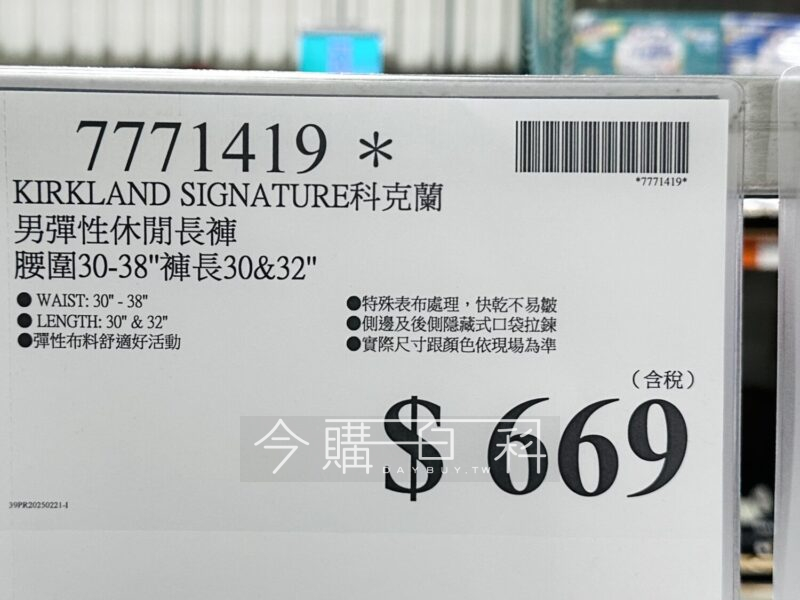 7771419 *
*7771419*
KIRKLAND SIGNATURE科克蘭
男彈性休閒長褲
腰圍30-38"褲長30&32"
● WAIST: 30" - 38"
● LENGTH: 30" & 32"
●彈性布料舒適好活動
●特殊表布處理，快乾不易皺
●側邊及後側隱藏式口袋拉鍊
●實際尺寸跟顏色依現場為準
（含稅）
$ 669
今購百科
DAYBUY.TW
39PR20250221-I